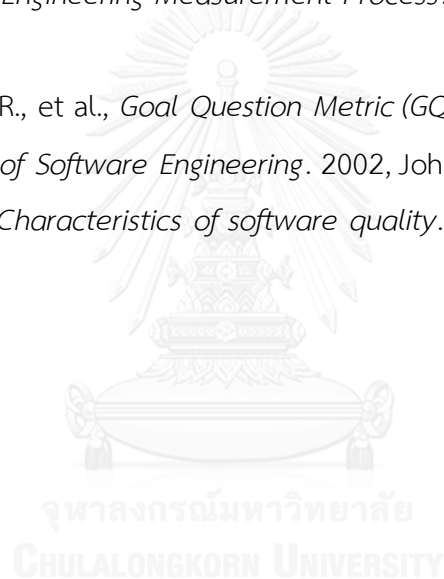 Engineering Measurement Process.
R., et al., Goal Question Metric (GQ
of Software Engineering. 2002, Joh
Characteristics of software quality.
จุฬาลงกรณ์มหาวิทยาลัย
CHULALONGKORN UNIVERSITY